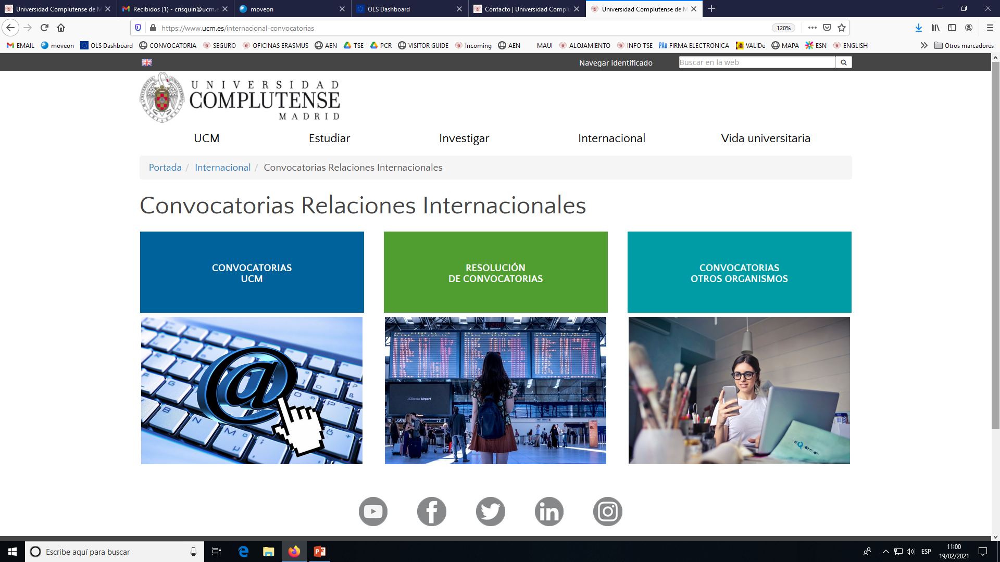 Universidad Complutense de M
Recibidos (1) - crisquin@ucm.e
moveon
OLS Dashboard
Contacto | Universidad Complu
Universidad Complutense de M
https://www.ucm.es/internacional-convocatorias
120%
EMAIL
moveon
OLS Dashboard
CONVOCATORIA
SEGURO
OFICINAS ERASMUS
AEN
TSE
PCR
VISITOR GUIDE
Incoming
AEN
MAUI
ALOJAMIENTO
INFO TSE
FIRMA ELECTRONICA
VALIDe
MAPA
ESN
ENGLISH
Otros marcadores
Navegar identificado
Buscar en la web
UNIVERSIDAD
COMPLUTENSE
MADRID
UCM
Estudiar
Investigar
Internacional
Vida universitaria
Portada / Internacional / Convocatorias Relaciones Internacionales
Convocatorias Relaciones Internacionales
CONVOCATORIAS
UCM
RESOLUCIÓN
DE CONVOCATORIAS
CONVOCATORIAS
OTROS ORGANISMOS
JCDecaux Airport
Escribe aquí para buscar
ESP
11:00
19/02/2021